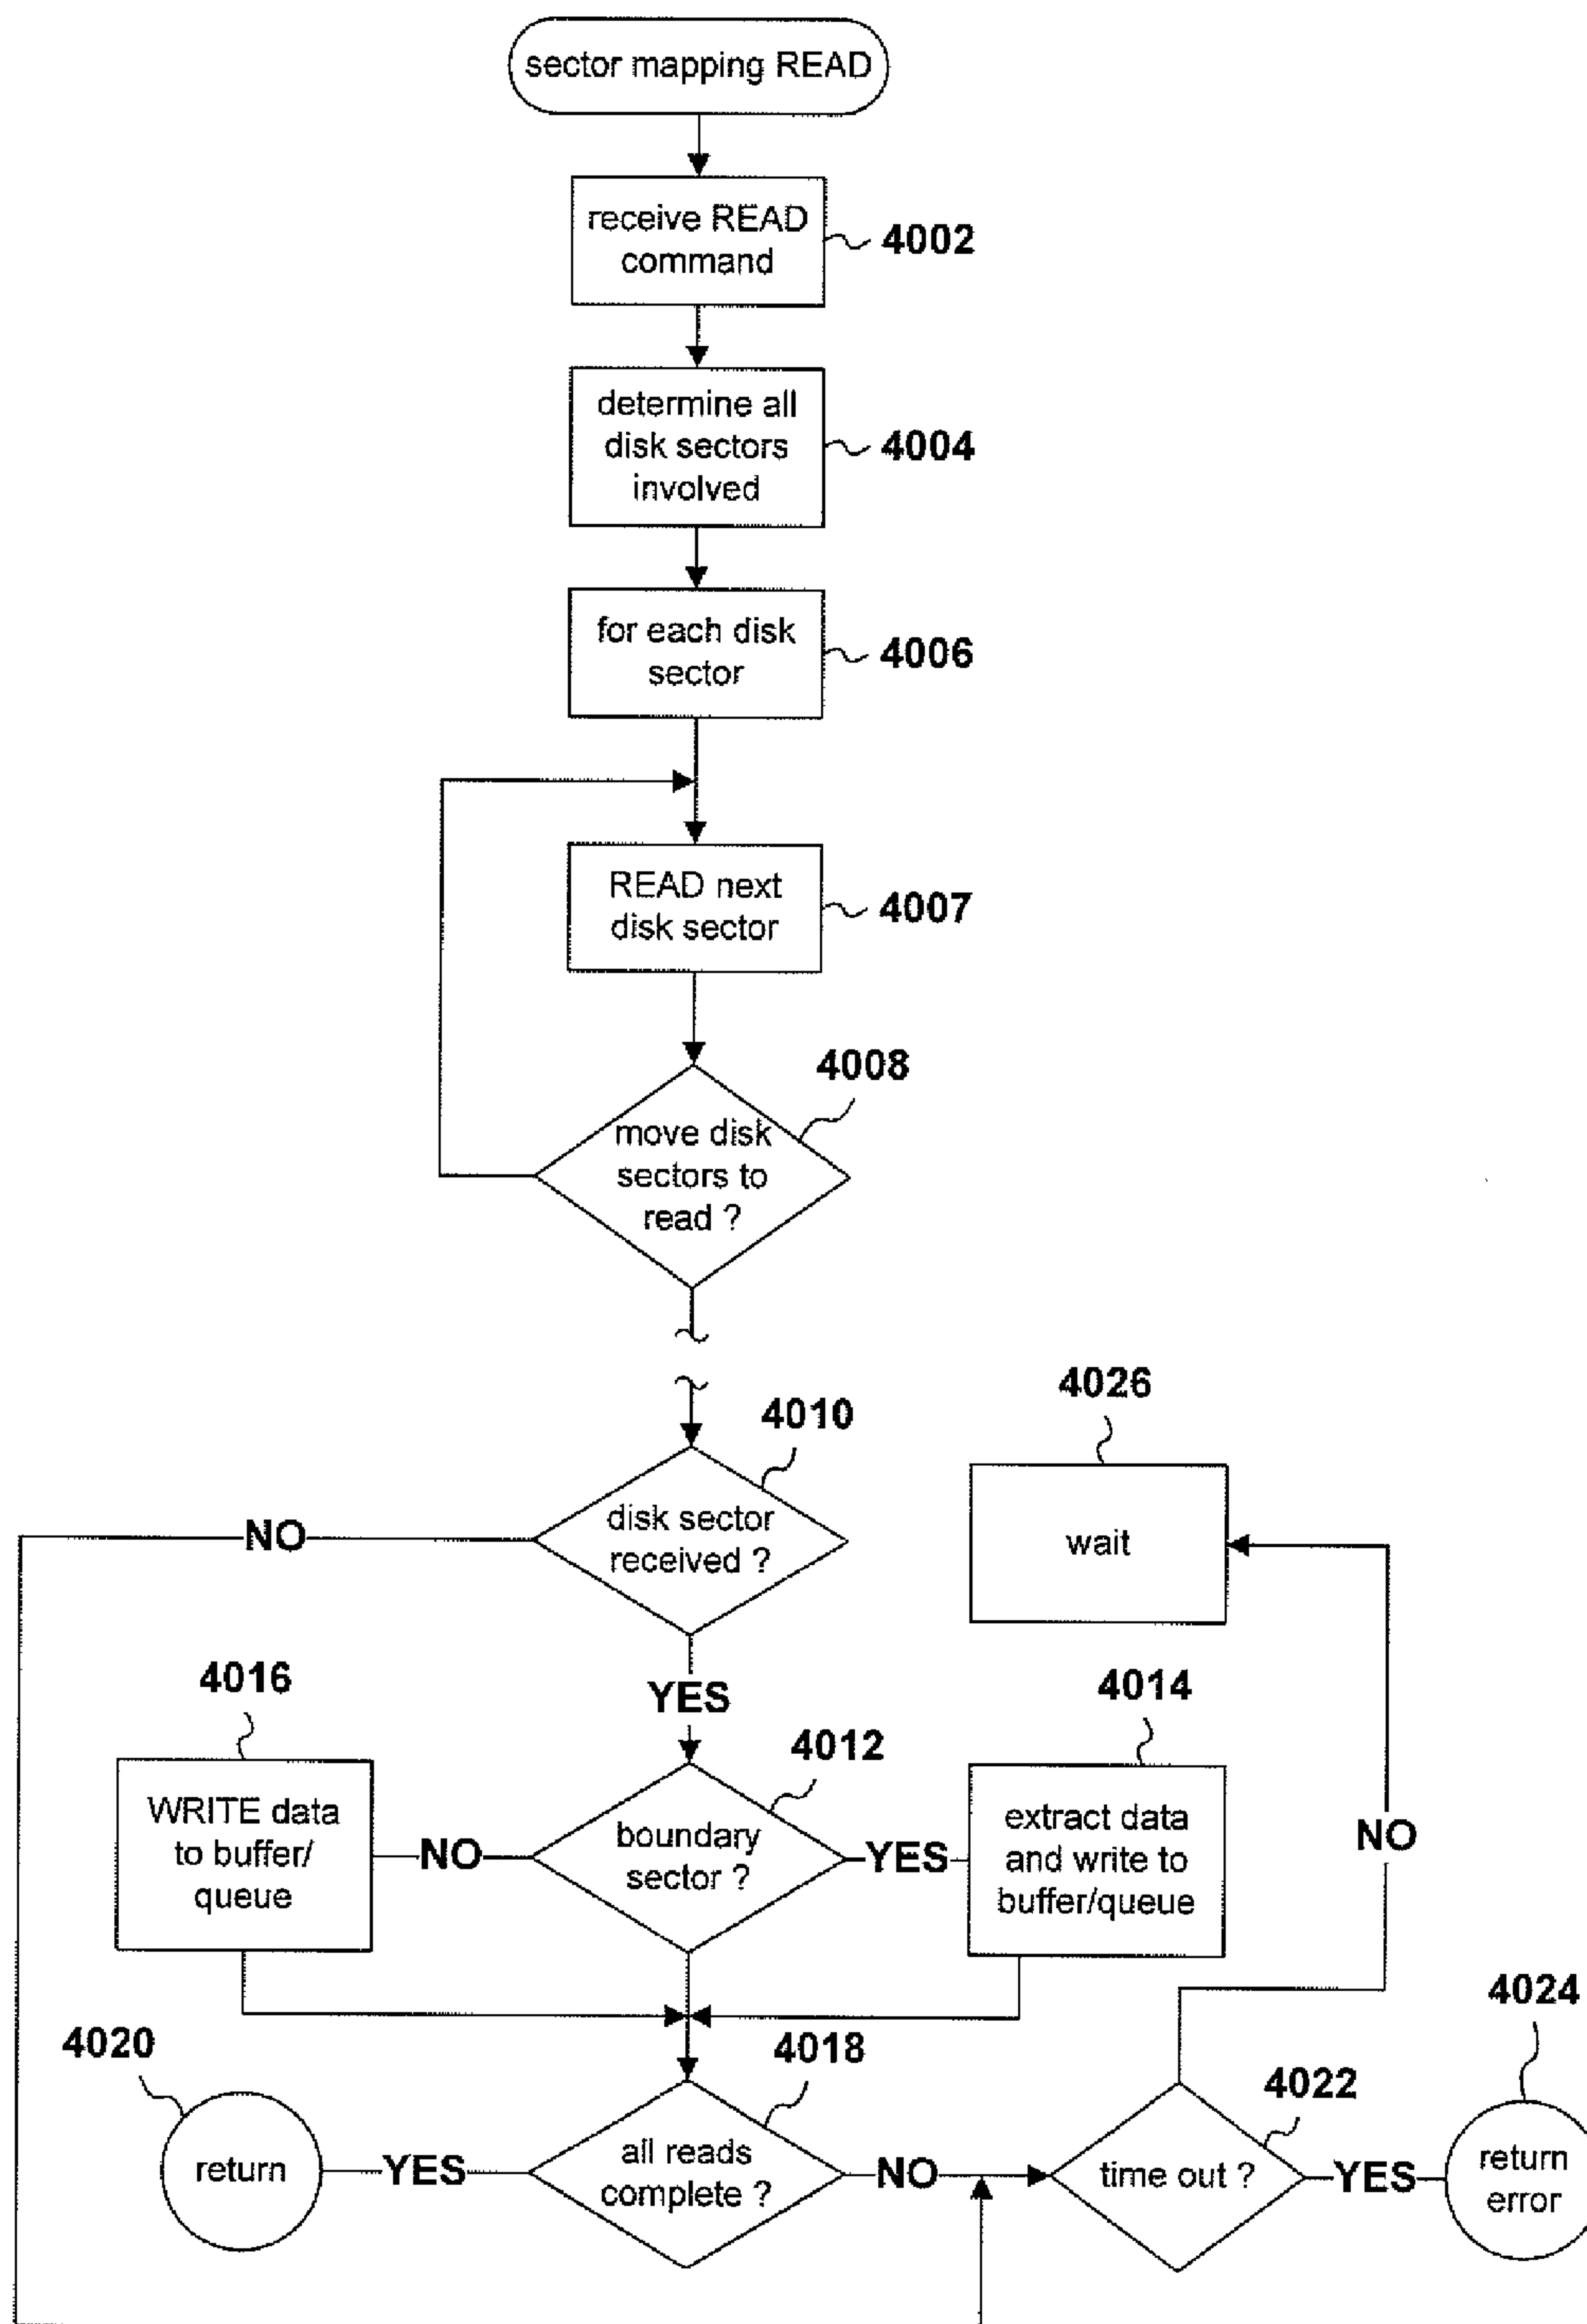 sector mapping READ
receive READ
command
4002
determine all
disk sectors
involved
4004
for each disk
sector
4006
READ next
disk sector
4007
4008
move disk
sectors to
read ?
4010
disk sector
received ?
NO
YES
4026
wait
4016
WRITE data
to buffer/
queue
NO
4012
boundary
sector ?
YES
4014
extract data
and write to
buffer/queue
NO
4020
return
YES
4018
all reads
complete ?
NO
4022
time out ?
YES
4024
return
error